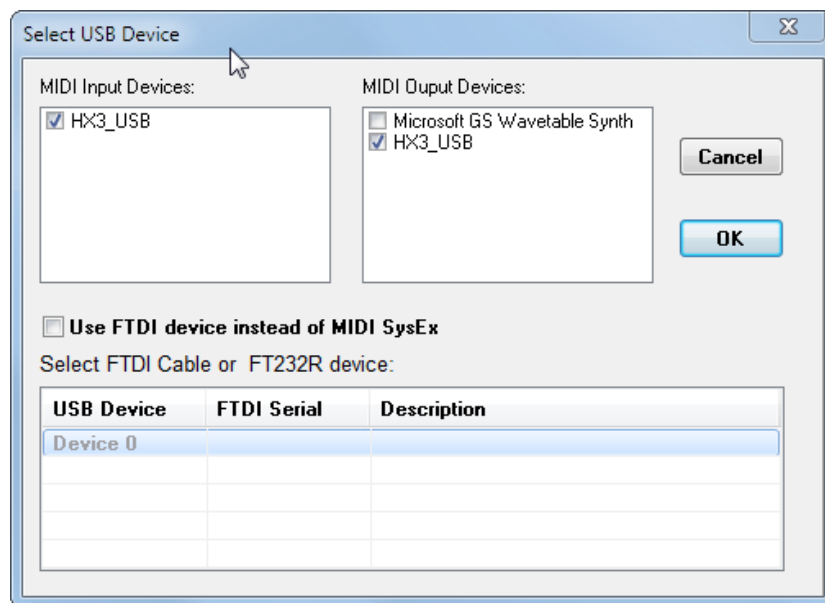 Select USB Device
MIDI Input Devices:
MIDI Ouput Devices:
HX3_USB
Microsoft GS Wavetable Synth
HX3_USB
Cancel
OK
Use FTDI device instead of MIDI SysEx
Select FTDI Cable or FT232R device:
USB Device FTDI Serial Description
Device 0